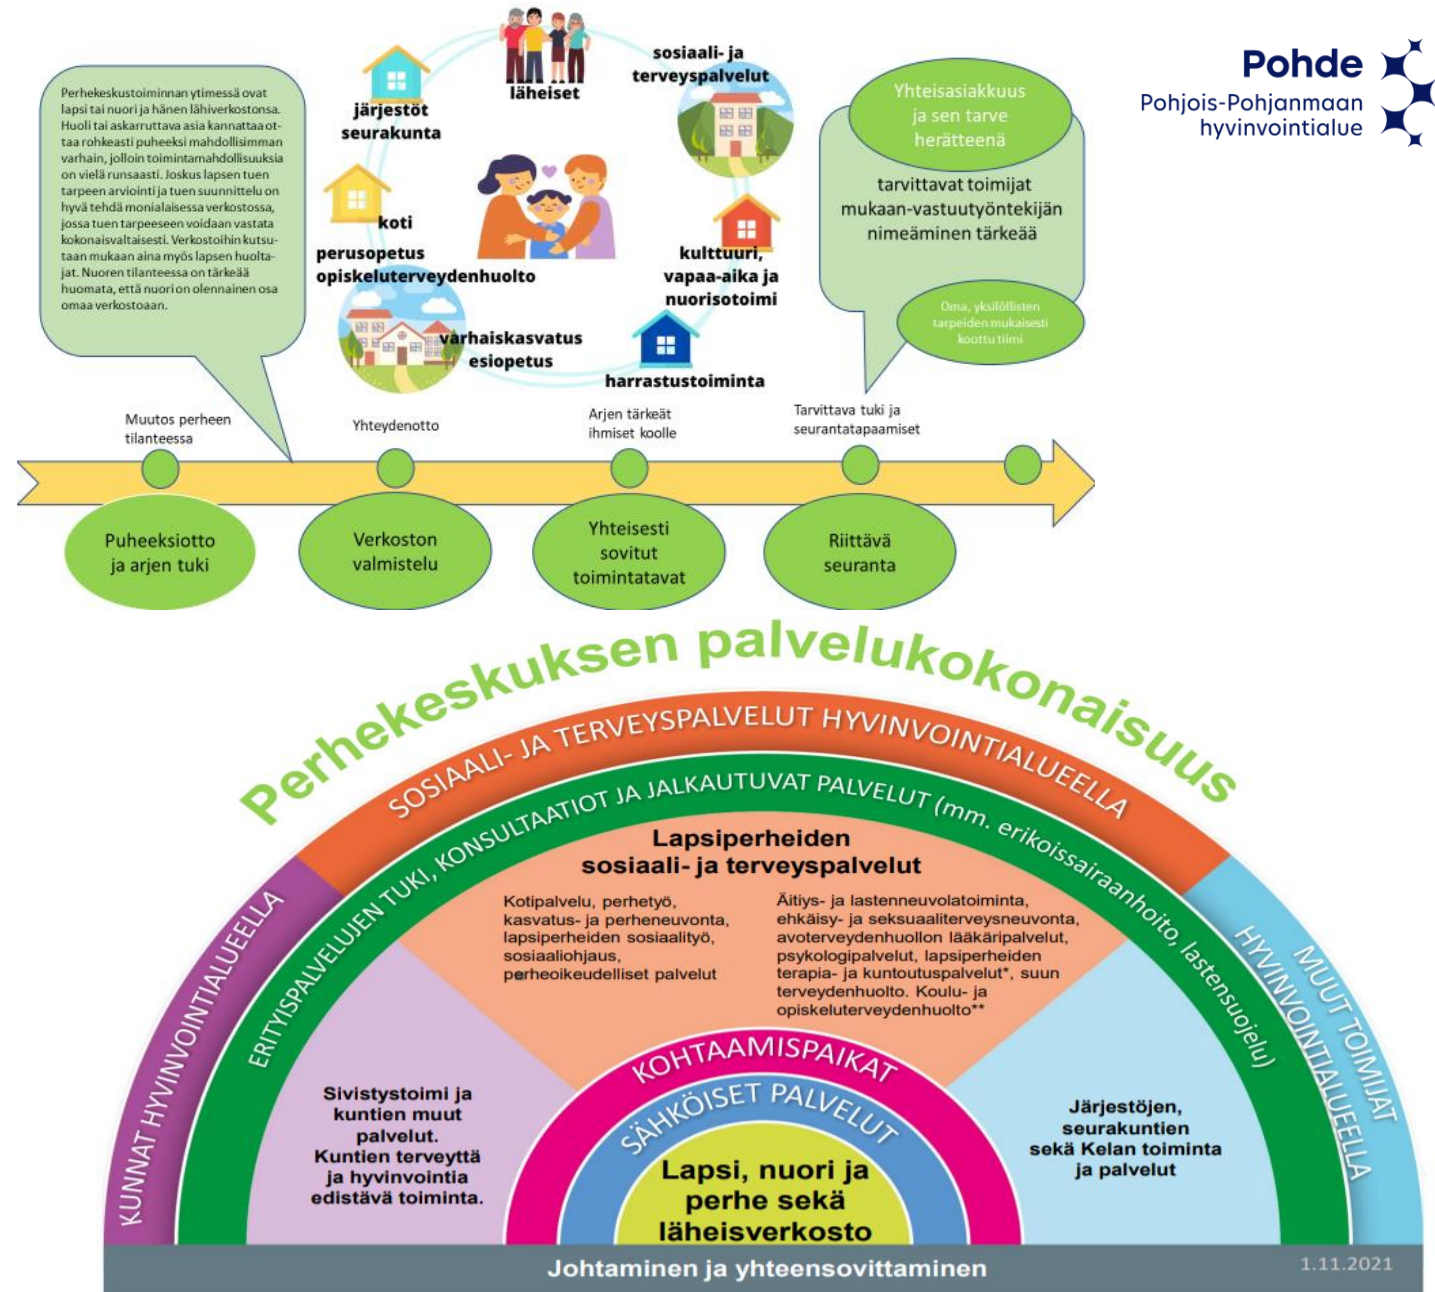 Pohde
Pohjois-Pohjanmaan
hyvinvointialue
Perhekeskustoiminnan ytimessä ovat
lapsi tai nuori ja hänen lähiverkostonsa.
Huoli tai askarruttava asia kannattaa ot-
taa rohkeasti puheeksi mahdollisimman
varhain, jolloin toimintamahdollisuuksia
on vielä runsaasti. Joskus lapsen tuen
tarpeen arviointi ja tuen suunnittelu on
hyvä tehdä monialaisessa verkostossa,
jossa tuen tarpeeseen voidaan vastata
kokonaisvaltaisesti. Verkostoihin kutsu-
taan mukaan aina myös lapsen huolta-
jat. Nuoren tilanteessa on tärkeää
huomata, että nuori on olennainen osa
omaa verkostoaan.
läheiset
sosiaali- ja
terveyspalvelut
järjestöt
seurakunta
koti
perusopetus
opiskeluterveydenhuolto
kulttuuri,
vapaa-aika ja
nuorisotoimi
varhaiskasvatus
esiopetus
harrastustoiminta
Yhteisasiakkuus
ja sen tarve
herätteenä
tarvittavat toimijat
mukaan-vastuutyöntekijän
nimeäminen tärkeää
Oma, yksilöllisten
tarpeiden mukaisesti
koottu tiimi
Muutos perheen
tilanteessa
Yhteydenotto
Arjen tärkeät
ihmiset koolle
Tarvittava tuki ja
seurantatapaamiset
Puheeksiotto
ja arjen tuki
Verkoston
valmistelu
Yhteisesti
sovitut
toimintatavat
Riittävä
seuranta
Perhekeskuksen palvelukokonaisuus
SOSIAALI- JA TERVEYSPALVELUT HYVINVOINTIALUEELLA
KUNNAT HYVINVOINTIALUEELLA
MUUT TOIMIJAT
HYVINVOINTIALUEELLA
ERITYISPALVELUJEN TUKI, KONSULTAATIOT JA JALKAUTUVAT PALVELUT (mm. erikoissairaanhoito, lastensuojelu)
Lapsiperheiden
sosiaali- ja terveyspalvelut
Kotipalvelu, perhetyö,
kasvatus- ja perheneuvonta,
lapsiperheiden sosiaalityö,
sosiaaliohjaus,
perheoikeudelliset palvelut
Äitiys- ja lastenneuvolatoiminta,
ehkäisy- ja seksuaaliterveysneuvonta,
avoterveydenhuollon lääkäripalvelut,
psykologipalvelut, lapsiperheiden
terapia- ja kuntoutuspalvelut*, suun
terveydenhuolto. Koulu- ja
opiskeluterveydenhuolto**
Sivistystoimi ja
kuntien muut
palvelut.
Kuntien terveyttä
ja hyvinvointia
edistävä toiminta.
KOHTAAMISPAIKAT
SÄHKÖISET PALVELUT
Lapsi, nuori ja
perhe sekä
läheisverkosto
Järjestöjen,
seurakuntien
sekä Kelan toiminta
ja palvelut
Johtaminen ja yhteensovittaminen
1.11.2021